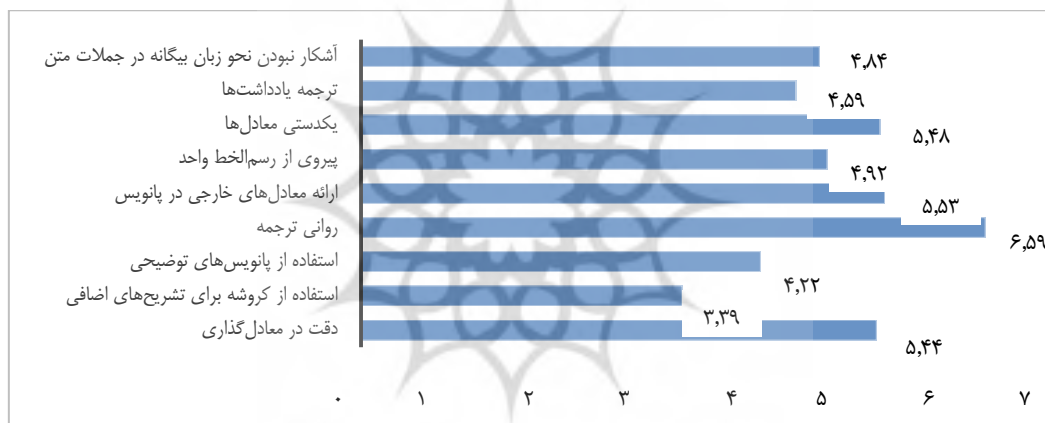 آشکار نبودن نحو زبان بیگانه در جملات متن ۴,۸۴
ترجمه یادداشت‌ها ۴,۵۹
یکدستی معادل‌ها ۵,۴۸
پیروی از رسم‌الخط واحد ۴,۹۲
ارائه معادل‌های خارجی در پانویس ۵,۵۳
روانی ترجمه ۶,۵۹
استفاده از پانویس‌های توضیحی ۴,۲۲
استفاده از کروشه برای تشریح‌های اضافی ۳,۳۹
دقت در معادل‌گذاری ۵,۴۴
۰ ۱ ۲ ۳ ۴ ۵ ۶ ۷